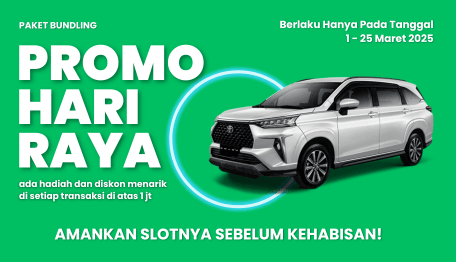 PAKET BUNDLING
Berlaku Hanya Pada Tanggal
1 - 25 Maret 2025
PROMO
HARI
RAYA
ada hadiah dan diskon menarik
di setiap transaksi di atas 1 jt
AMANKAN SLOTNYA SEBELUM KEHABISAN!